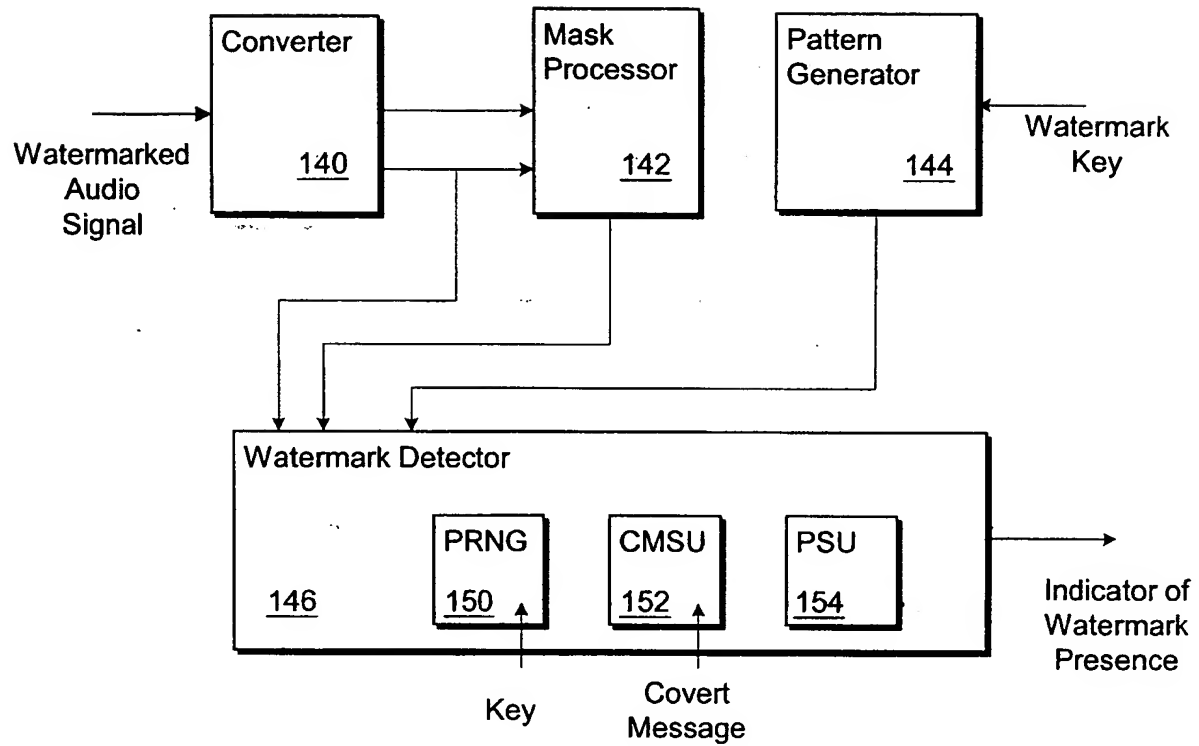 Converter
140
Mask
Processor
142
Pattern
Generator
144
Watermarked
Audio
Signal
Watermark
Key
Watermark Detector
146
PRNG
150
CMSU
152
PSU
154
Key
Covert
Message
Indicator of
Watermark
Presence